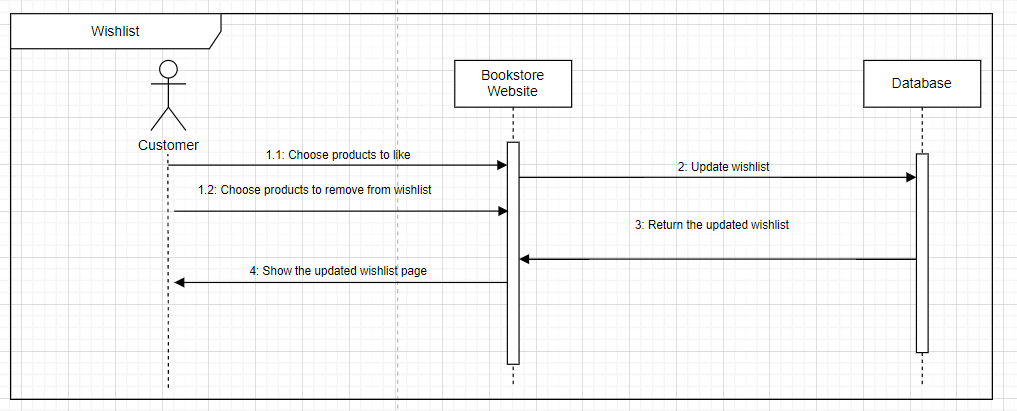 Wishlist
Bookstore
Website
Database
Customer
1.1: Choose products to like
2: Update wishlist
1.2: Choose products to remove from wishlist
3: Return the updated wishlist
4: Show the updated wishlist page